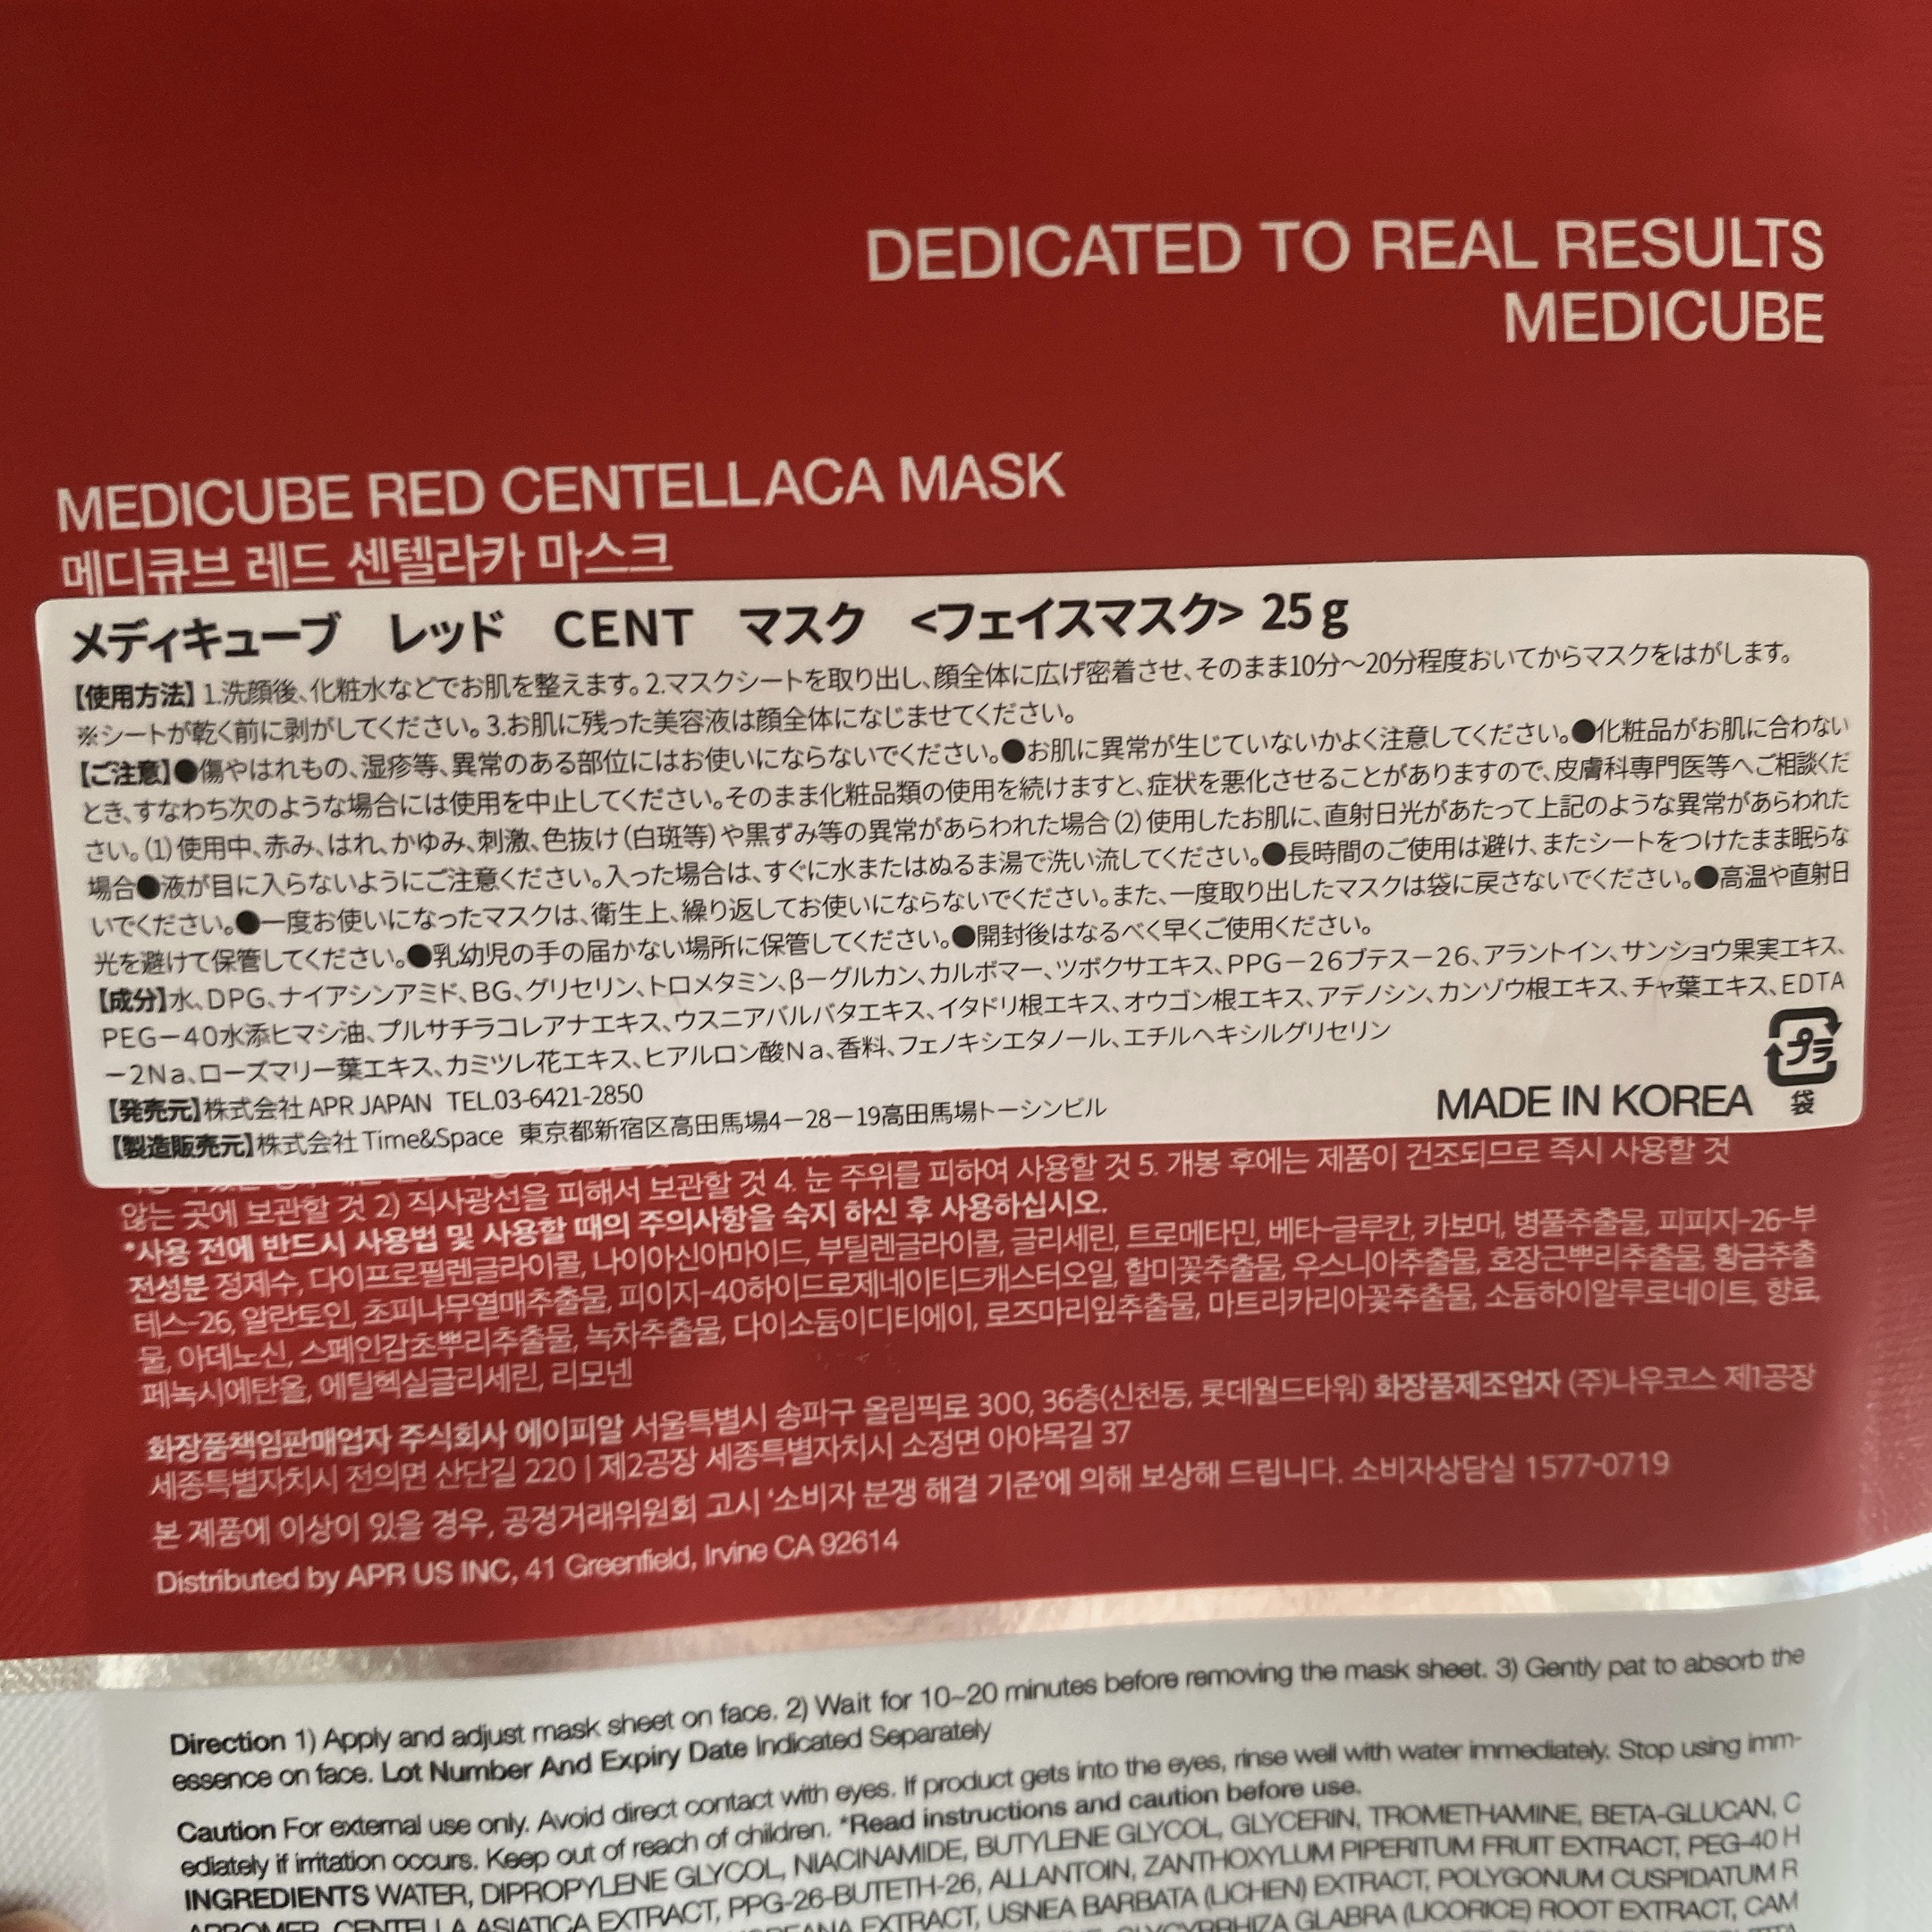 DEDICATED TO REAL RESULTS
MEDICUBE
MEDICUBE RED CENTELLACA MASK
메디큐브 레드 센텔라카 마스크
メディキューブ レッド CENT マスク <フェイスマスク> 25g
【使用方法】1.洗顔後、化粧水などでお肌を整えます。2.マスクシートを取り出し、顔全体に広げ密着させ、そのまま10分～20分程度おいてからマスクをはがします。
※シートが乾く前に剥がしてください。3.お肌に残った美容液は顔全体になじませてください。
【ご注意】●傷やはれもの、湿疹等、異常のある部位にはお使いにならないでください。●お肌に異常が生じていないかよく注意してください。●化粧品がお肌に合わない
とき、すなわち次のような場合には使用を中止してください。そのまま化粧品類の使用を続けますと、症状を悪化させることがありますので、皮膚科専門医等へご相談くだ
さい。(1)使用中、赤み、はれ、かゆみ、刺激、色抜け(白斑等)や黒ずみ等の異常があらわれた場合(2)使用したお肌に、直射日光があたって上記のような異常があらわれた
場合●液が目に入らないようにご注意ください。入った場合は、すぐに水またはぬるま湯で洗い流してください。●長時間のご使用は避け、またシートをつけたまま眠らな
いでください。●一度お使いになったマスクは、衛生上、繰り返してお使いにならないでください。また、一度取り出したマスクは袋に戻さないでください。●高温や直射日
光を避けて保管してください。●乳幼児の手の届かない場所に保管してください。●開封後はなるべく早くご使用ください。
【成分】水、DPG、ナイアシンアミド、BG、グリセリン、トロメタミン、β－グルカン、カルボマー、ツボクサエキス、PPG－26ブテス－26、アラントイン、サンショウ果実エキス、
PEG－40水添ヒマシ油、プルサチラコレアナエキス、ウスニアバルバタエキス、イタドリ根エキス、オウゴン根エキス、アデノシン、カンゾウ根エキス、チャ葉エキス、EDTA
－2Na、ローズマリー葉エキス、カミツレ花エキス、ヒアルロン酸Na、香料、フェノキシエタノール、エチルヘキシルグリセリン
【発売元】株式会社 APR JAPAN TEL.03-6421-2850
【製造販売元】株式会社 Time&Space 東京都新宿区高田馬場4－28－19高田馬場トーシンビル
MADE IN KOREA
プラ
袋
않는 곳에 보관할 것 2) 직사광선을 피해서 보관할 것 4. 눈 주위를 피하여 사용할 것 5. 개봉 후에는 제품이 건조되므로 즉시 사용할 것
*사용 전에 반드시 사용법 및 사용할 때의 주의사항을 숙지 하신 후 사용하십시오.
전성분 정제수, 다이프로필렌글라이콜, 나이아신아마이드, 부틸렌글라이콜, 글리세린, 트로메타민, 베타-글루칸, 카보머, 병풀추출물, 피피지-26-부
테스-26, 알란토인, 초피나무열매추출물, 피이지-40하이드로제네이티드캐스터오일, 할미꽃추출물, 우스니아추출물, 호장근뿌리추출물, 황금추출
물, 아데노신, 스페인감초뿌리추출물, 녹차추출물, 다이소듐이디티에이, 로즈마리잎추출물, 마트리카리아꽃추출물, 소듐하이알루로네이트, 향료,
페녹시에탄올, 에틸헥실글리세린, 리모넨
화장품책임판매업자 주식회사 에이피알 서울특별시 송파구 올림픽로 300, 36층(신천동, 롯데월드타워) 화장품제조업자 (주)나우코스 제1공장
세종특별자치시 전의면 산단길 220 | 제2공장 세종특별자치시 소정면 아야목길 37
본 제품에 이상이 있을 경우, 공정거래위원회 고시 '소비자 분쟁 해결 기준'에 의해 보상해 드립니다. 소비자상담실 1577-0719
Distributed by APR US INC, 41 Greenfield, Irvine CA 92614
Direction 1) Apply and adjust mask sheet on face. 2) Wait for 10~20 minutes before removing the mask sheet. 3) Gently pat to absorb the
essence on face. Lot Number And Expiry Date Indicated Separately
Caution For external use only. Avoid direct contact with eyes. If product gets into the eyes, rinse well with water immediately. Stop using imm-
ediately if irritation occurs. Keep out of reach of children. *Read instructions and caution before use.
INGREDIENTS WATER, DIPROPYLENE GLYCOL, NIACINAMIDE, BUTYLENE GLYCOL, GLYCERIN, TROMETHAMINE, BETA-GLUCAN, C
CENTELLA ASIATICA EXTRACT, PPG-26-BUTETH-26, ALLANTOIN, ZANTHOXYLUM PIPERITUM FRUIT EXTRACT, PEG-40 H
EXTRACT, USNEA BARBATA (LICHEN) EXTRACT, POLYGONUM CUSPIDATUM R
GLYCYRRHIZA GLABRA (LICORICE) ROOT EXTRACT, CAM